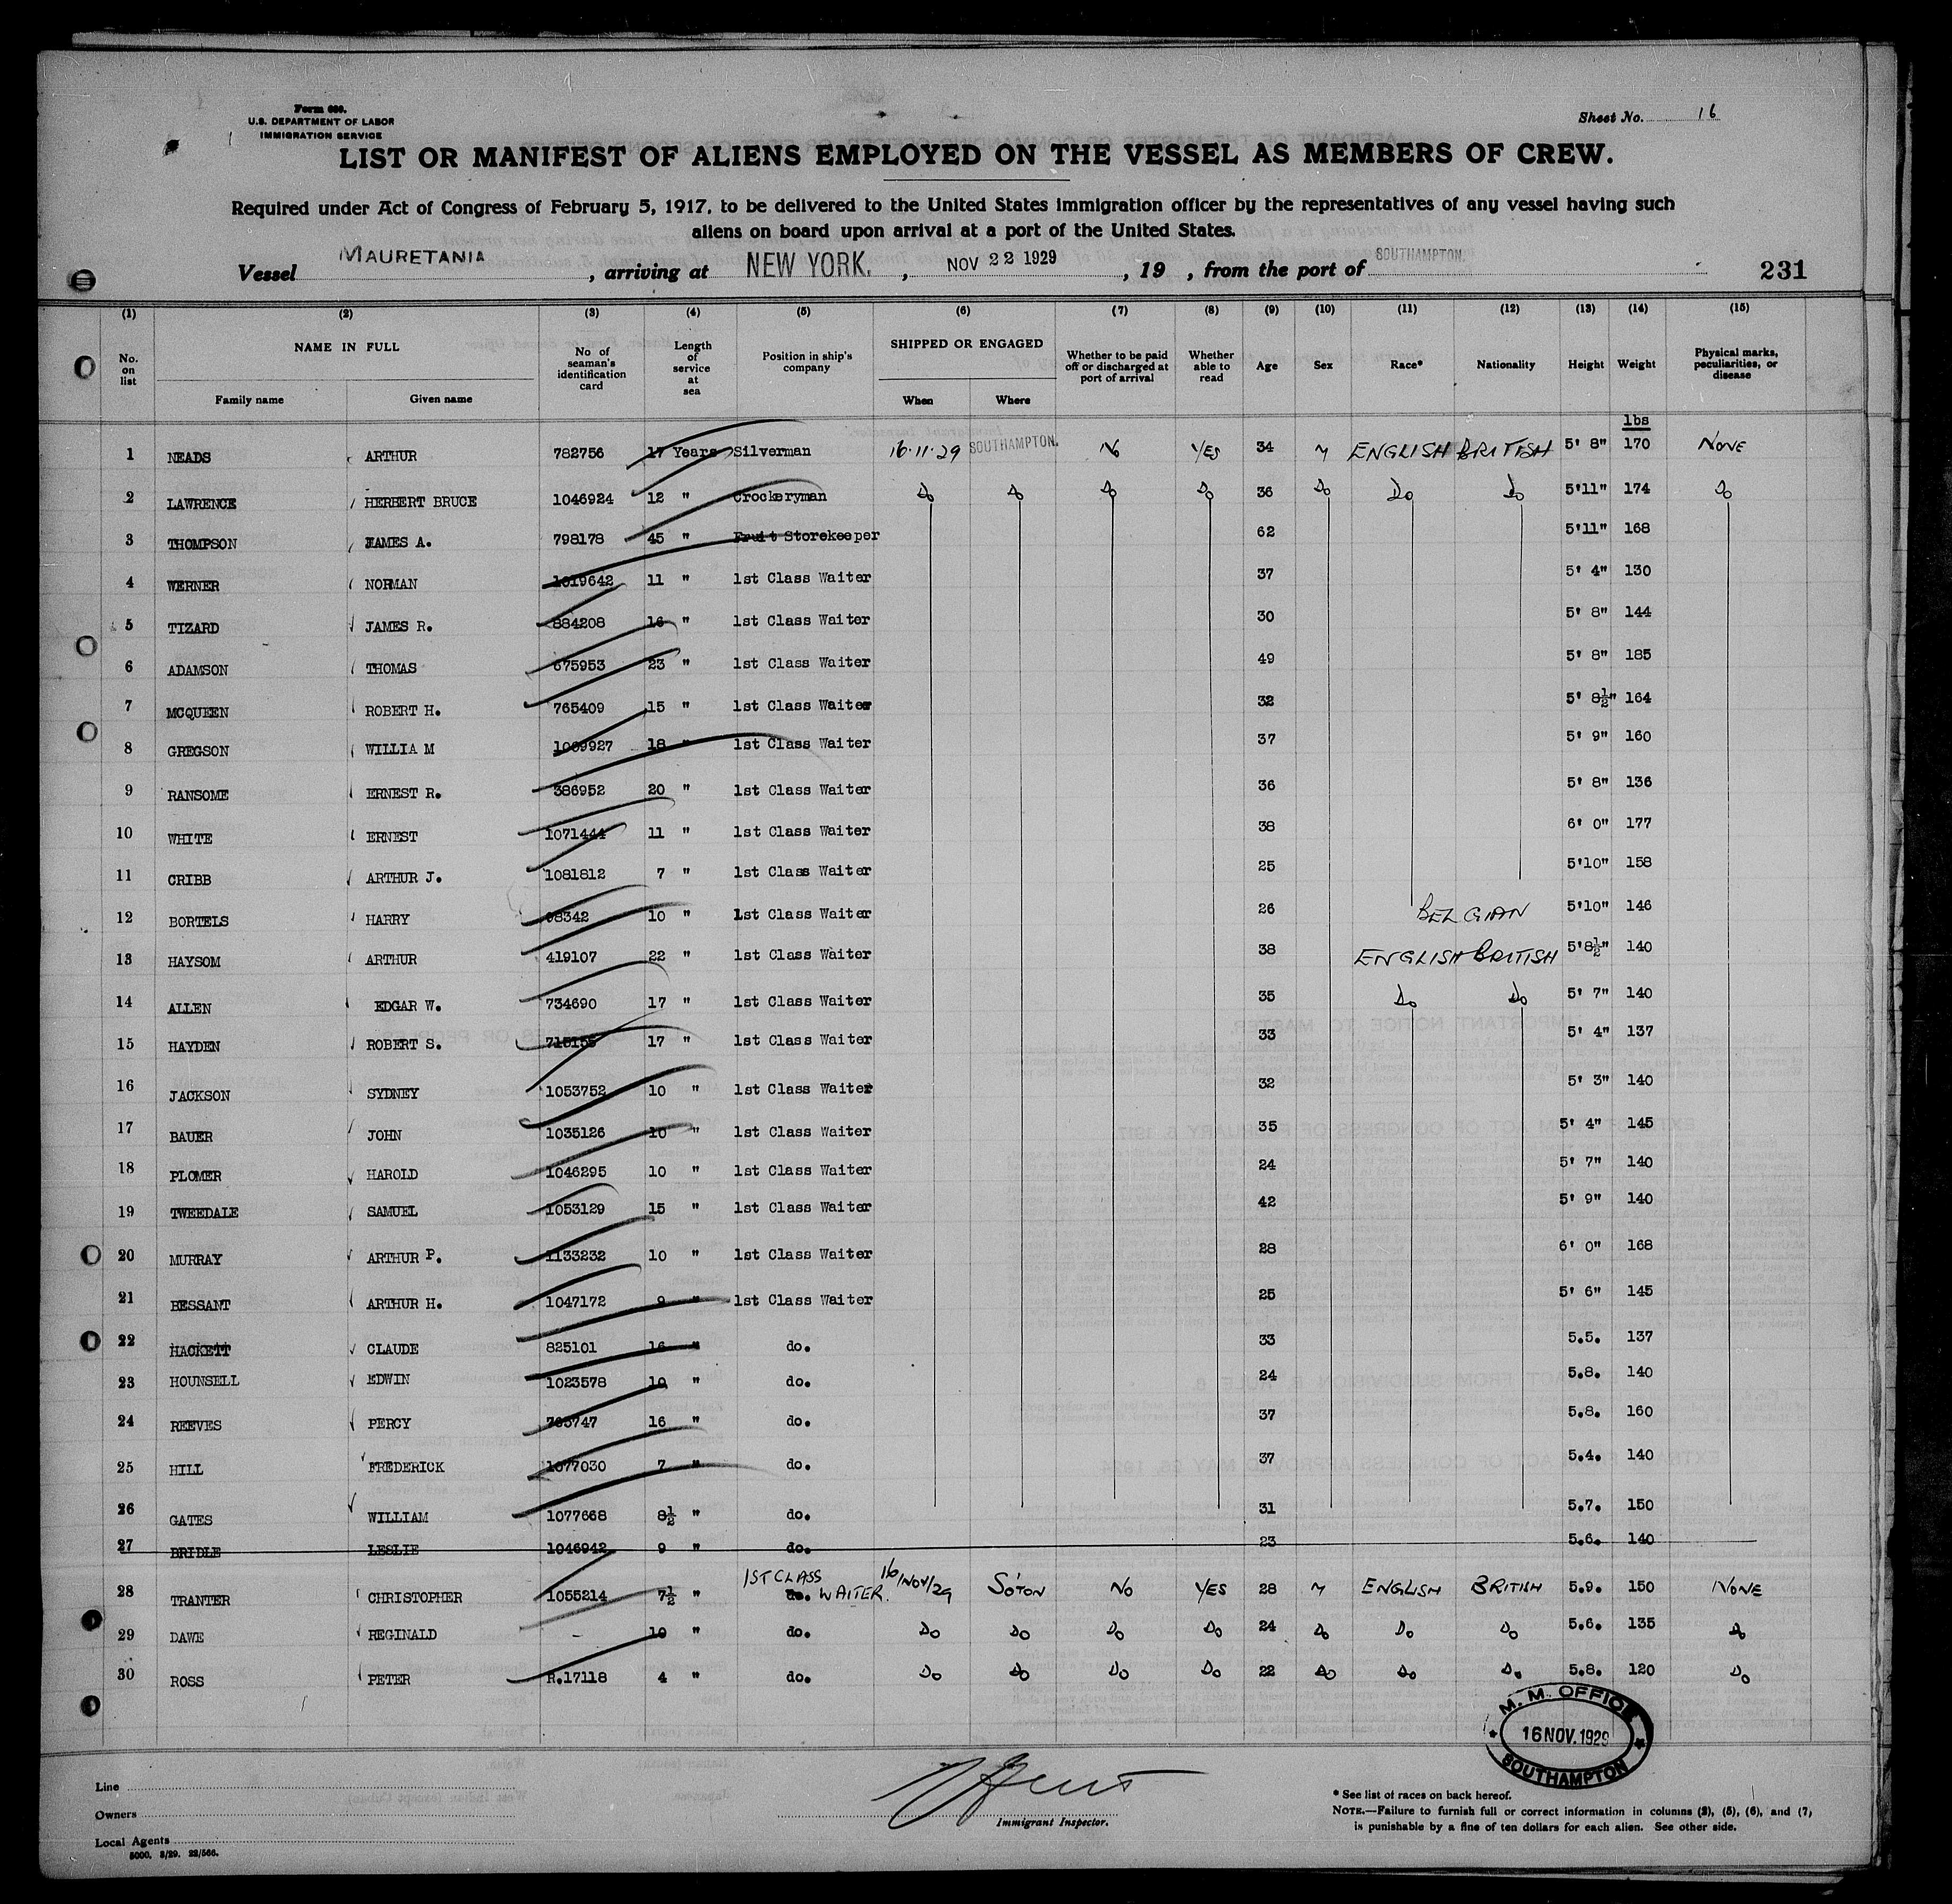 Form 680.
U.S. DEPARTMENT OF LABOR
IMMIGRATION SERVICE
Sheet No. 16
LIST OR MANIFEST OF ALIENS EMPLOYED ON THE VESSEL AS MEMBERS OF CREW.
Required under Act of Congress of February 5, 1917, to be delivered to the United States immigration officer by the representatives of any vessel having such
aliens on board upon arrival at a port of the United States.
Vessel MAURETANIA, arriving at NEW YORK., NOV 22 1929, 19 , from the port of SOUTHAMPTON. 231
(1) (2) (3) (4) (5) (6) (7) (8) (9) (10) (11) (12) (13) (14) (15)
No. on list NAME IN FULL Family name Given name No of seaman's identification card Length of service at sea Position in ship's company SHIPPED OR ENGAGED When Where Whether to be paid off or discharged at port of arrival Whether able to read Age Sex Race* Nationality Height Weight Physical marks, peculiarities, or disease
lbs
1 NEADS ARTHUR 782756 17 Years Silverman 16·11·29 SOUTHAMPTON. No YES 34 M ENGLISH BRITISH 5' 8" 170 NONE
2 LAWRENCE HERBERT BRUCE 1046924 12 " Crockeryman Do Do Do Do 36 Do Do Do 5'11" 174 Do
3 THOMPSON JAMES A. 798178 45 " Fruit Storekeeper 62 5'11" 168
4 WERNER NORMAN 1019642 11 " 1st Class Waiter 37 5' 4" 130
5 TIZARD JAMES R. 884208 16 " 1st Class Waiter 30 5' 8" 144
6 ADAMSON THOMAS 675953 23 " 1st Class Waiter 49 5' 8" 185
7 MCQUEEN ROBERT H. 765409 15 " 1st Class Waiter 32 5' 8½" 164
8 GREGSON WILLIA M 1009927 18 " 1st Class Waiter 37 5' 9" 160
9 RANSOME ERNEST R. 386952 20 " 1st Class Waiter 36 5' 8" 136
10 WHITE ERNEST 1071444 11 " 1st Class Waiter 38 6' 0" 177
11 CRIBB ARTHUR J. 1081812 7 " 1st Class Waiter 25 5'10" 158
12 BORTELS HARRY 98342 10 " 1st Class Waiter 26 BELGIAN 5'10" 146
13 HAYSOM ARTHUR 419107 22 " 1st Class Waiter 38 ENGLISH BRITISH 5'8½" 140
14 ALLEN EDGAR W. 734690 17 " 1st Class Waiter 35 Do Do 5' 7" 140
15 HAYDEN ROBERT S. 715155 17 " 1st Class Waiter 33 5' 4" 137
16 JACKSON SYDNEY 1053752 10 " 1st Class Waiter 32 5' 3" 140
17 BAUER JOHN 1035126 10 " 1st Class Waiter 35 5' 4" 145
18 PLOMER HAROLD 1046295 10 " 1st Class Waiter 24 5' 7" 140
19 TWEEDALE SAMUEL 1053129 15 " 1st Class Waiter 42 5' 9" 140
20 MURRAY ARTHUR P. 1133232 10 " 1st Class Waiter 28 6' 0" 168
21 BESSANT ARTHUR H. 1047172 9 " 1st Class Waiter 25 5' 6" 145
22 HACKETT CLAUDE 825101 16 " do. 33 5.5. 137
23 HOUNSELL EDWIN 1023578 10 " do. 24 5.8. 140
24 REEVES PERCY 763747 16 " do. 37 5.8. 160
25 HILL FREDERICK 1077030 7 " do. 37 5.4. 140
26 GATES WILLIAM 1077668 8½ " do. 31 5.7. 150
27 BRIDLE LESLIE 1046942 9 " do. 23 5.6. 140
28 TRANTER CHRISTOPHER 1055214 7½ " do. 1ST CLASS WAITER. 16/NOV/29 SO'TON NO YES 28 M ENGLISH BRITISH 5.9. 150 NONE
29 DAWE REGINALD - 10 " do. Do Do Do Do 24 Do Do Do 5.6. 135 Do
30 ROSS PETER R.17118 4 " do. Do Do Do Do 22 Do Do Do 5.8. 120 Do
M. M. OFFICE
16 NOV. 1929
SOUTHAMPTON
Line
Owners
Local Agents
5000. 3/29. 22/566.
Immigrant Inspector.
* See list of races on back hereof.
NOTE.—Failure to furnish full or correct information in columns (2), (5), (6), and (7,
is punishable by a fine of ten dollars for each alien. See other side.